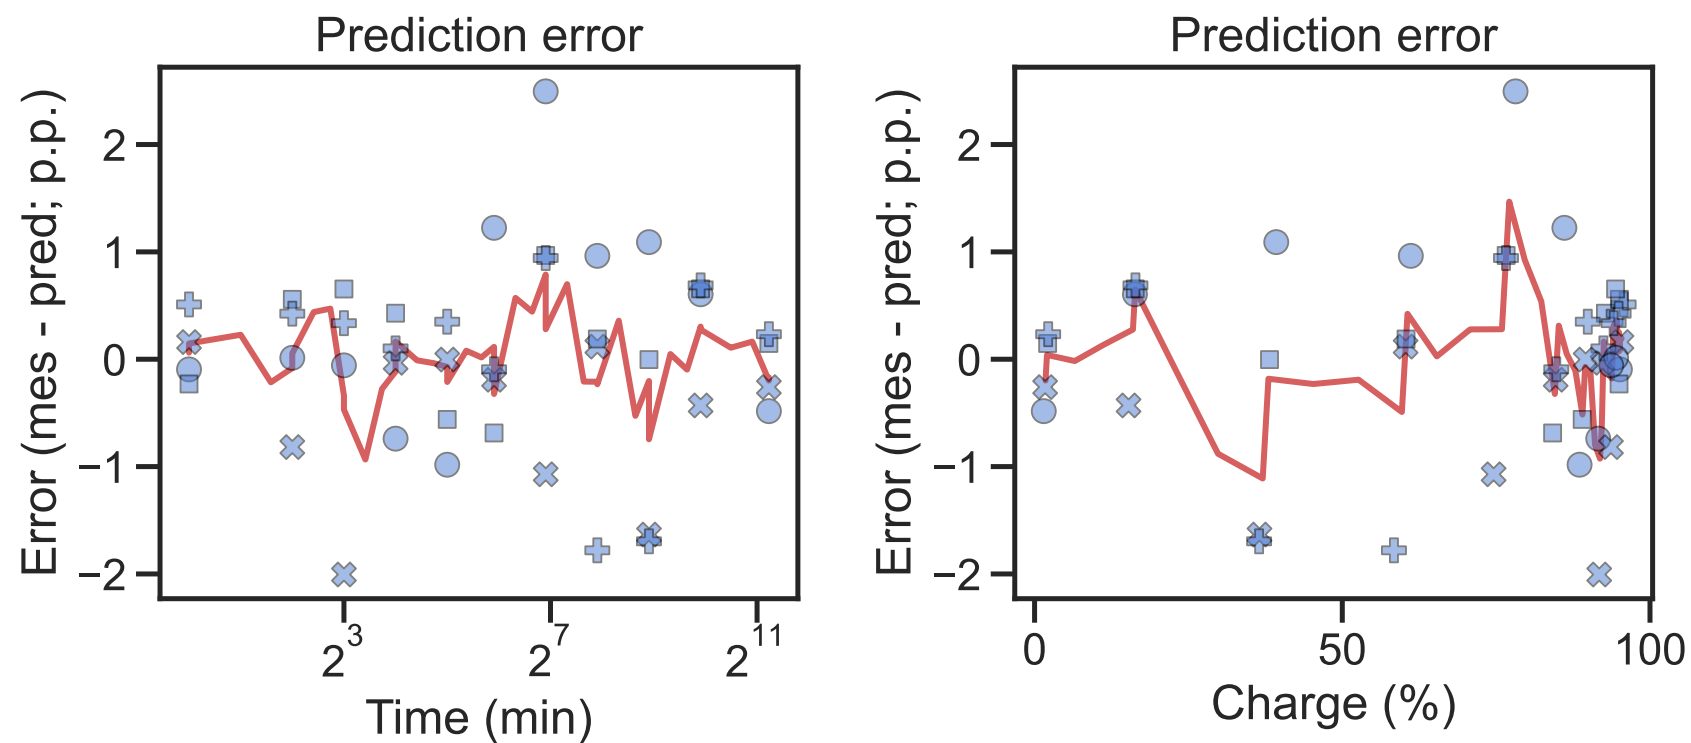 Prediction error
Error (mes - pred; p.p.)
2
1
0
−1
−2
2^3
2^7
2^11
Time (min)
Prediction error
Error (mes - pred; p.p.)
2
1
0
−1
−2
0
50
100
Charge (%)